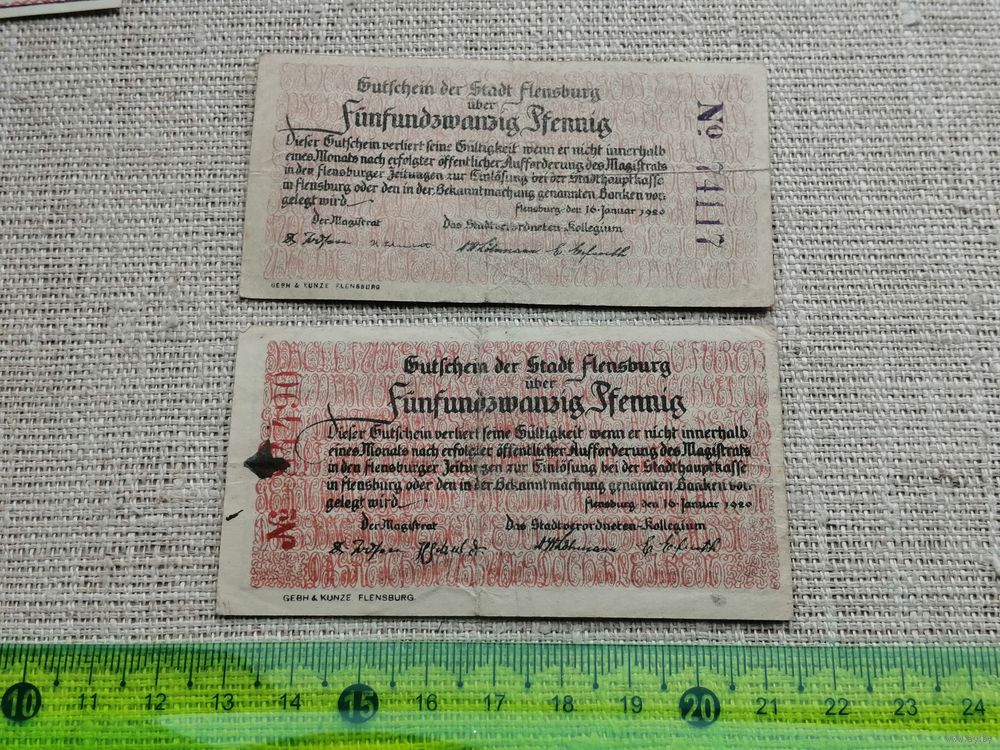 Gutschein der Stadt Flensburg
über
Fünfundzwanzig Pfennig
Dieser Gutschein verliert seine Gültigkeit wenn er nicht innerhalb
eines Monats nach erfolgter öffentlicher Aufforderung des Magistrats
in den Flensburger Zeitungen zur Einlösung bei der Stadthauptkasse
in Flensburg oder den in der Bekanntmachung genannten Banken vor-
gelegt wird.
Flensburg den 16. Januar 1920
Der Magistrat Das Stadtverordneten-Kollegium
GEBH & KUNZE FLENSBURG
No 74117
Gutschein der Stadt Flensburg
über
Fünfundzwanzig Pfennig
Dieser Gutschein verliert seine Gültigkeit wenn er nicht innerhalb
eines Monats nach erfolgter öffentlicher Aufforderung des Magistrats
in den Flensburger Zeitungen zur Einlösung bei der Stadthauptkasse
in Flensburg oder den in der Bekanntmachung genannten Banken vor-
gelegt wird.
Flensburg den 16. Januar 1920
Der Magistrat Das Stadtverordneten-Kollegium
GEBH & KUNZE FLENSBURG.
No
10 11 12 13 14 15 16 17 18 19 20 21 22 23 24